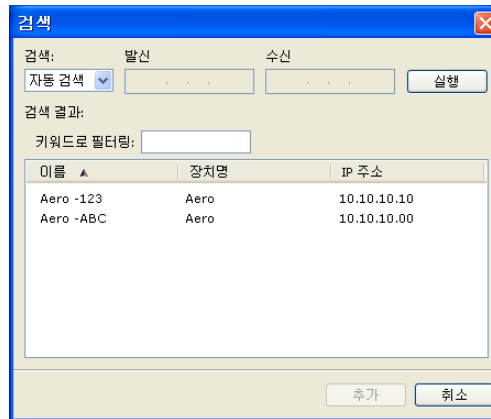 검색
검색: 발신 수신
자동 검색 . . . . . . 실행
검색 결과:
키워드로 필터링:
이름 장치명 IP 주소
Aero -123 Aero 10.10.10.10
Aero -ABC Aero 10.10.10.00
추가 취소